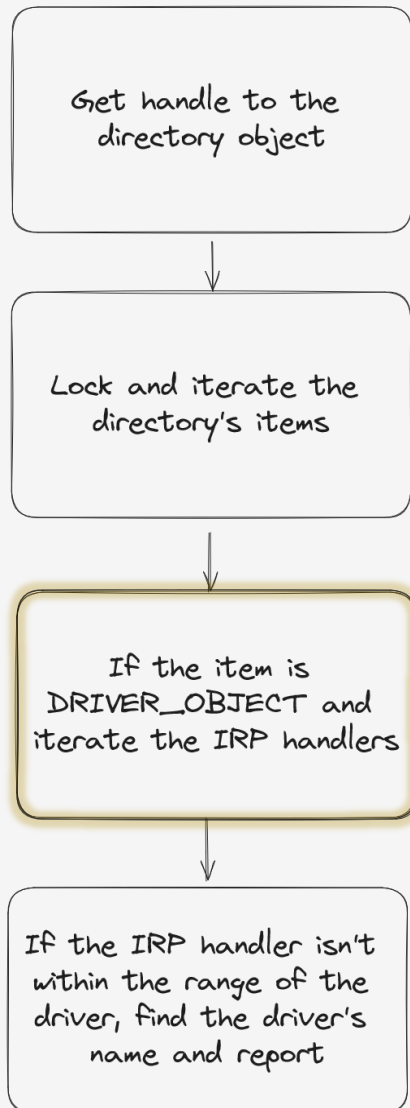 Get handle to the
directory object
Lock and iterate the
directory's items
If the item is
DRIVER_OBJECT and
iterate the IRP handlers
If the IRP handler isn't
within the range of the
driver, find the driver's
name and report